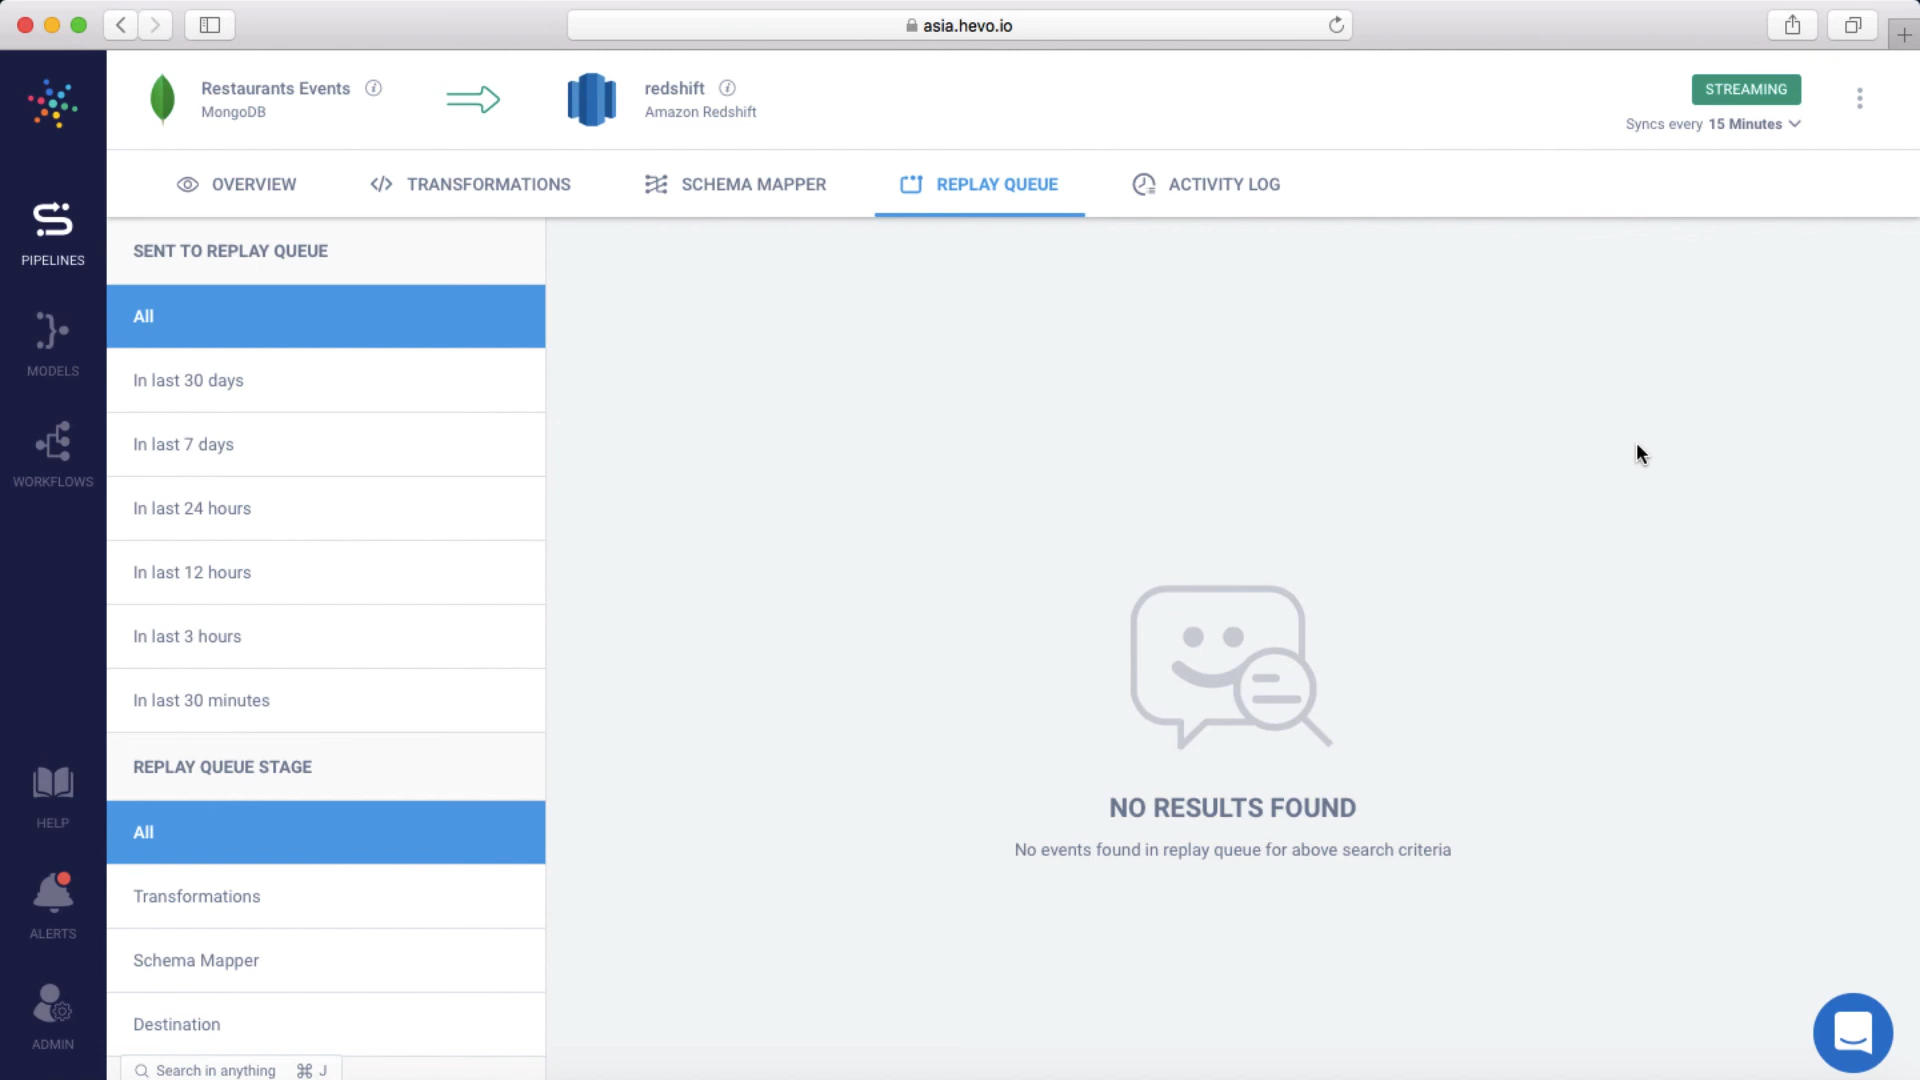 asia.hevo.io
Restaurants Events
MongoDB
redshift
Amazon Redshift
STREAMING
Syncs every 15 Minutes
OVERVIEW
TRANSFORMATIONS
SCHEMA MAPPER
REPLAY QUEUE
ACTIVITY LOG
PIPELINES
MODELS
WORKFLOWS
HELP
ALERTS
ADMIN
SENT TO REPLAY QUEUE
All
In last 30 days
In last 7 days
In last 24 hours
In last 12 hours
In last 3 hours
In last 30 minutes
REPLAY QUEUE STAGE
All
Transformations
Schema Mapper
Destination
Search in anything ⌘ J
NO RESULTS FOUND
No events found in replay queue for above search criteria